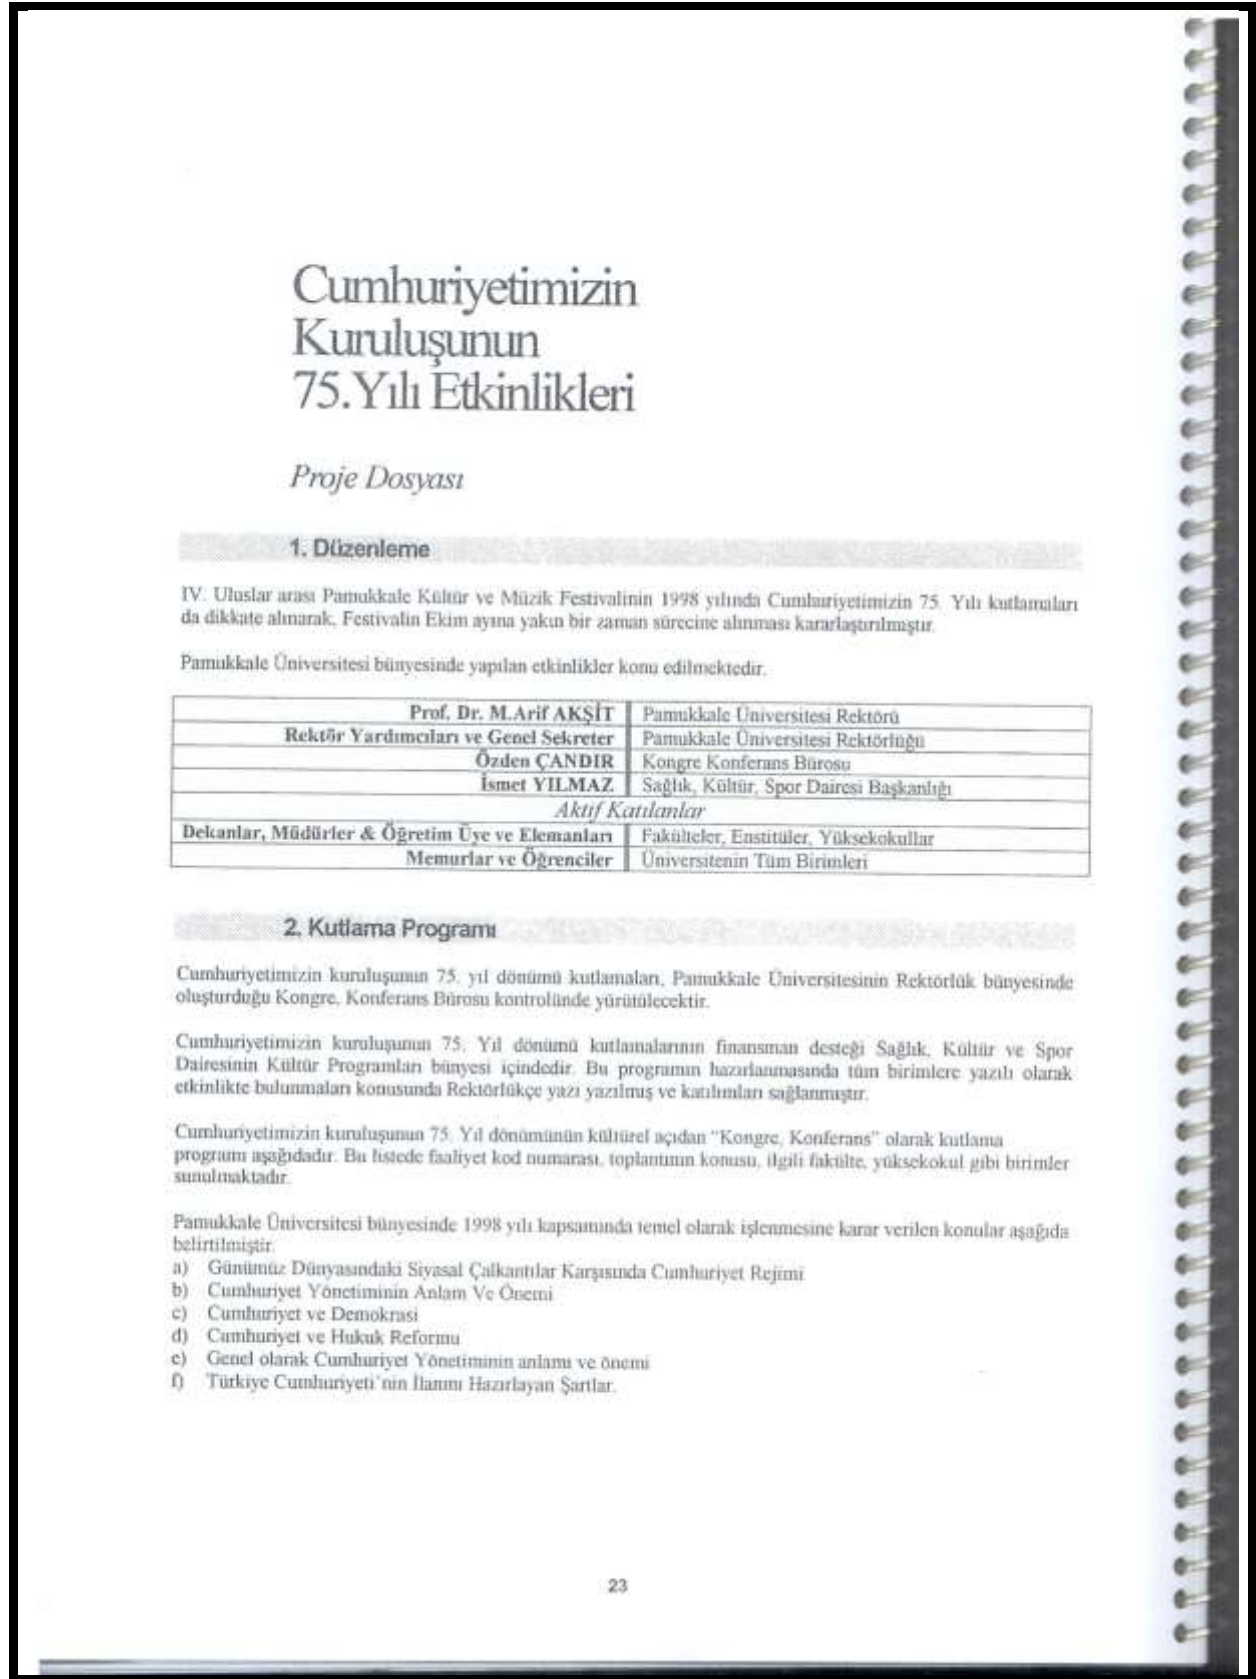 Cumhuriyetimizin
Kuruluşunun
75.Yılı Etkinlikleri
Proje Dosyası
1. Düzenleme
IV. Uluslar arası Pamukkale Kültür ve Müzik Festivalinin 1998 yılında Cumhuriyetimizin 75. Yılı kutlamaları
da dikkate alınarak, Festivalin Ekim ayına yakın bir zaman sürecine alınması kararlaştırılmıştır.
Pamukkale Üniversitesi bünyesinde yapılan etkinlikler konu edilmektedir.
Prof. Dr. M.Arif AKŞİT Pamukkale Üniversitesi Rektörü
Rektör Yardımcıları ve Genel Sekreter Pamukkale Üniversitesi Rektörlüğü
Özden ÇANDIR Kongre Konferans Bürosu
İsmet YILMAZ Sağlık, Kültür, Spor Dairesi Başkanlığı
Aktif Katılanlar
Dekanlar, Müdürler & Öğretim Üye ve Elemanları Fakülteler, Enstitüler, Yüksekokullar
Memurlar ve Öğrenciler Üniversitenin Tüm Birimleri
2. Kutlama Programı
Cumhuriyetimizin kuruluşunun 75. yıl dönümü kutlamaları, Pamukkale Üniversitesinin Rektörlük bünyesinde
oluşturduğu Kongre, Konferans Bürosu kontrolünde yürütülecektir.
Cumhuriyetimizin kuruluşunun 75. Yıl dönümü kutlamalarının finansman desteği Sağlık, Kültür ve Spor
Dairesinin Kültür Programları bünyesi içindedir. Bu programın hazırlanmasında tüm birimlere yazılı olarak
etkinlikte bulunmaları konusunda Rektörlükçe yazı yazılmış ve katılımları sağlanmıştır.
Cumhuriyetimizin kuruluşunun 75. Yıl dönümünün kültürel açıdan “Kongre, Konferans” olarak kutlama
programı aşağıdadır. Bu listede faaliyet kod numarası, toplantının konusu, ilgili fakülte, yüksekokul gibi birimler
sunulmaktadır.
Pamukkale Üniversitesi bünyesinde 1998 yılı kapsamında temel olarak işlenmesine karar verilen konular aşağıda
belirtilmiştir.
a) Günümüz Dünyasındaki Siyasal Çalkantılar Karşısında Cumhuriyet Rejimi
b) Cumhuriyet Yönetiminin Anlam Ve Önemi
c) Cumhuriyet ve Demokrasi
d) Cumhuriyet ve Hukuk Reformu
e) Genel olarak Cumhuriyet Yönetiminin anlamı ve önemi
f) Türkiye Cumhuriyeti'nin İlanını Hazırlayan Şartlar.
23